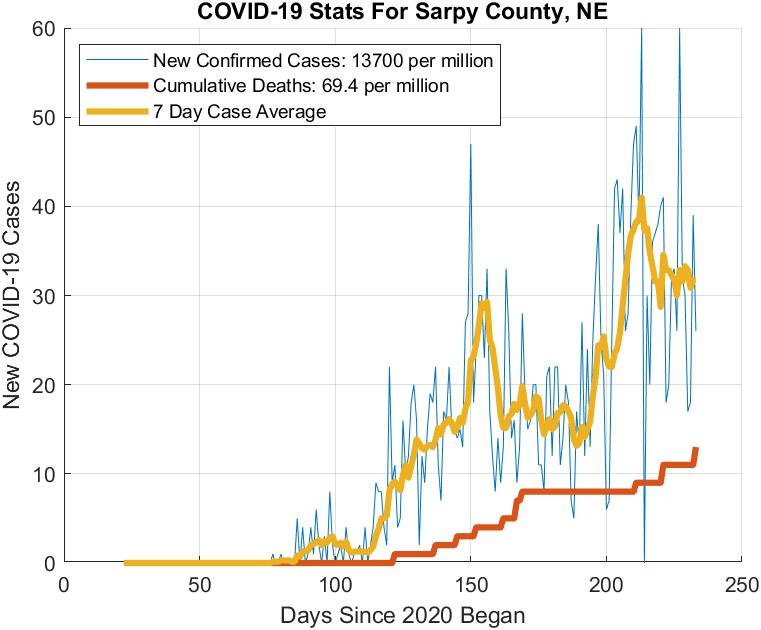 COVID-19 Stats For Sarpy County, NE
New Confirmed Cases: 13700 per million
Cumulative Deaths: 69.4 per million
7 Day Case Average
New COVID-19 Cases
60
50
40
30
20
10
0
0 50 100 150 200 250
Days Since 2020 Began